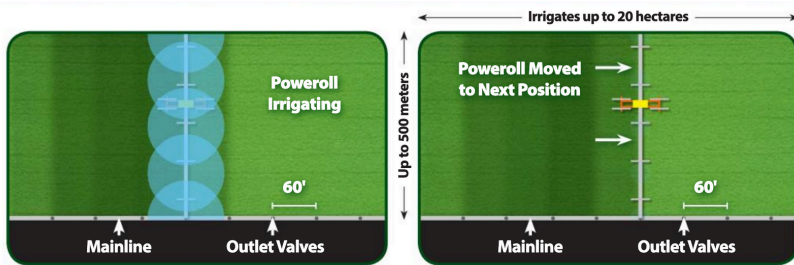 Irrigates up to 20 hectares
Poweroll
Irrigating
60'
Mainline
Outlet Valves
Up to 500 meters
Poweroll Moved
to Next Position
60'
Mainline
Outlet Valves